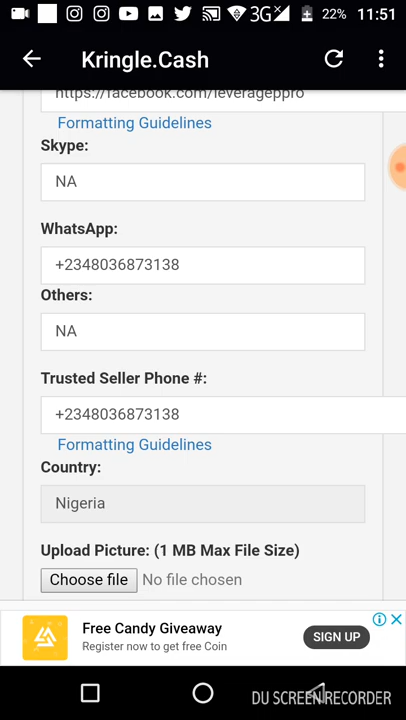 3G 22% 11:51
Kringle.Cash
https://facebook.com/leverageppro
Formatting Guidelines
Skype:
NA
WhatsApp:
+2348036873138
Others:
NA
Trusted Seller Phone #:
+2348036873138
Formatting Guidelines
Country:
Nigeria
Upload Picture: (1 MB Max File Size)
Choose file No file chosen
Free Candy Giveaway
Register now to get free Coin
SIGN UP
DU SCREEN RECORDER